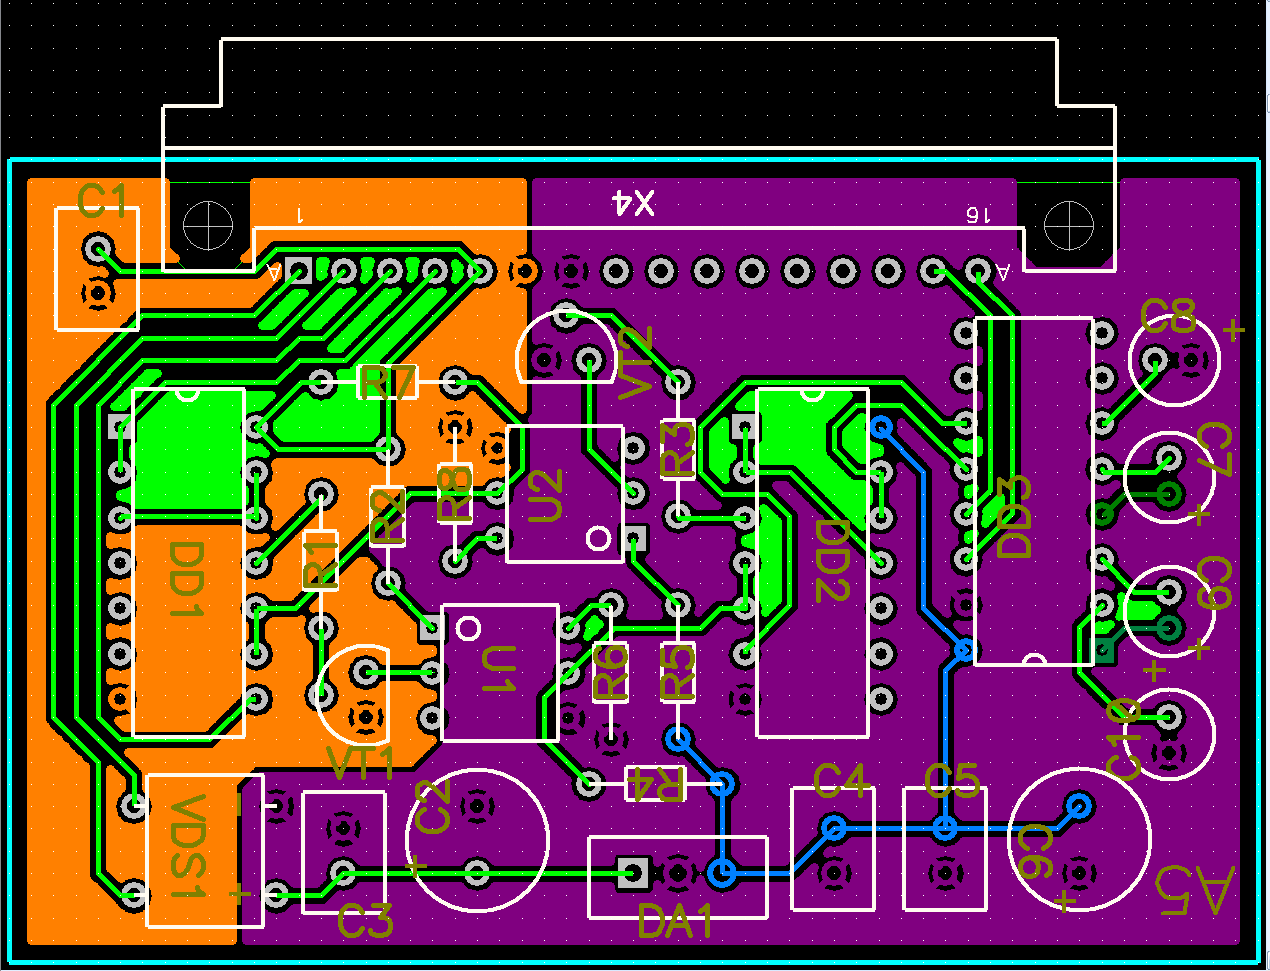 C1
X4
1
16
A
A
C8
+
VT2
R7
C7
+
R3
R8
U2
R2
DD3
DD1
R1
DD2
C9
+
U1
R6
R5
+
C10
VT1
R4
C4
C5
C2
+
VDS1
+
C6
+
A5
C3
DA1